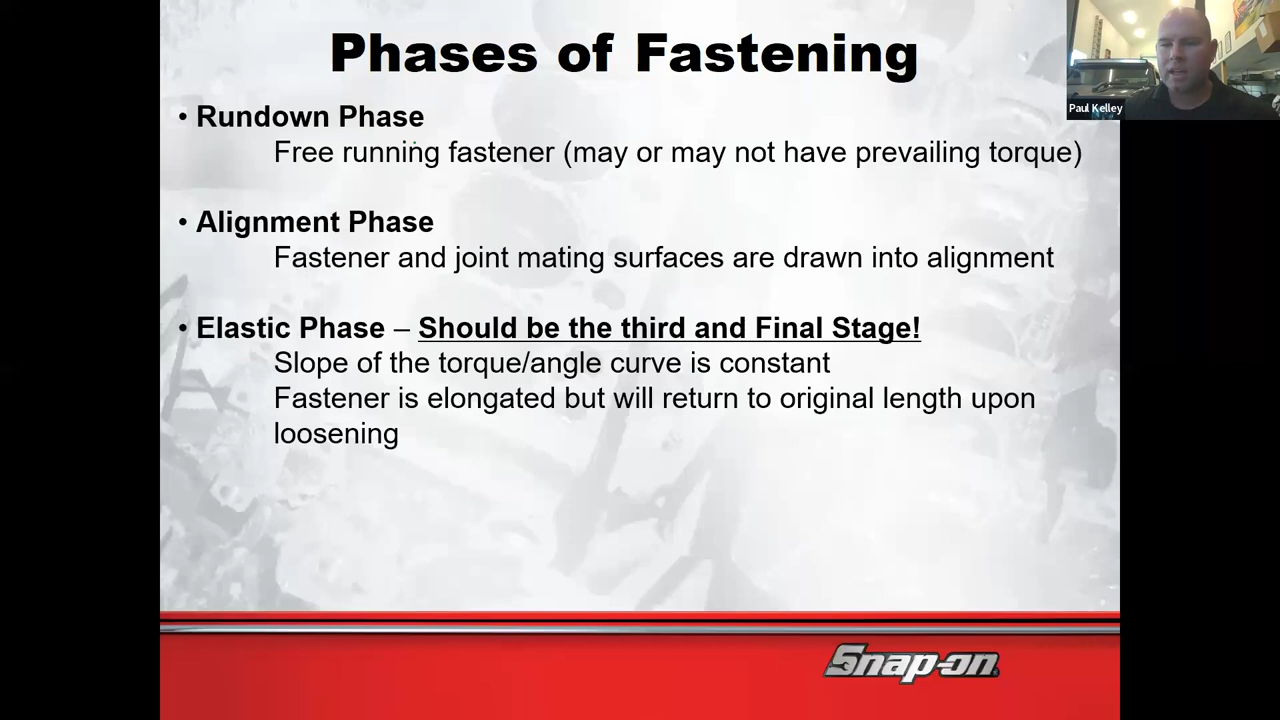 Phases of Fastening
Paul Kelley
• Rundown Phase
Free running fastener (may or may not have prevailing torque)
• Alignment Phase
Fastener and joint mating surfaces are drawn into alignment
• Elastic Phase – Should be the third and Final Stage!
Slope of the torque/angle curve is constant
Fastener is elongated but will return to original length upon
loosening
Snap-on